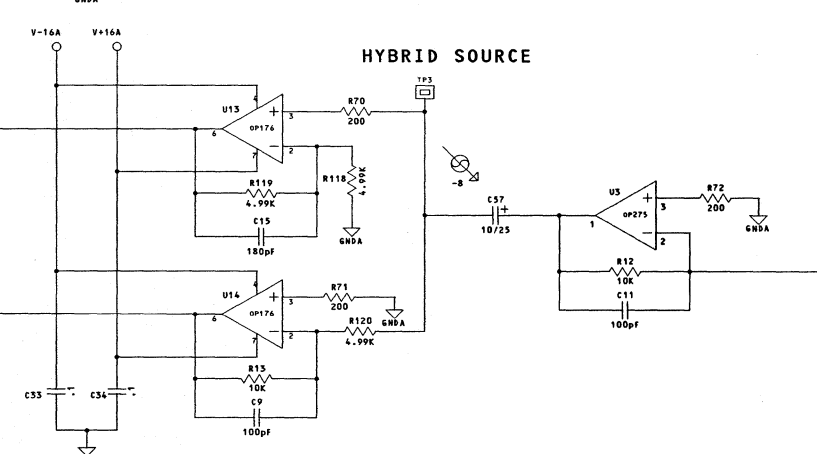 GNDA
V-16A V+16A
HYBRID SOURCE
TP3
R70
200
U13
4
+
3
OP176
6
-
2
7
R118
4.99K
R119
4.99K
C15
180pF
GNDA
-8
C57
+
10/25
U3
+
3
R72
200
OP275
1
-
2
GNDA
R12
10K
C11
100pF
U14
4
+
3
R71
200
OP176
6
-
2
7
GNDA
R120
4.99K
R13
10K
C9
100pF
C33 .1
C34 .1